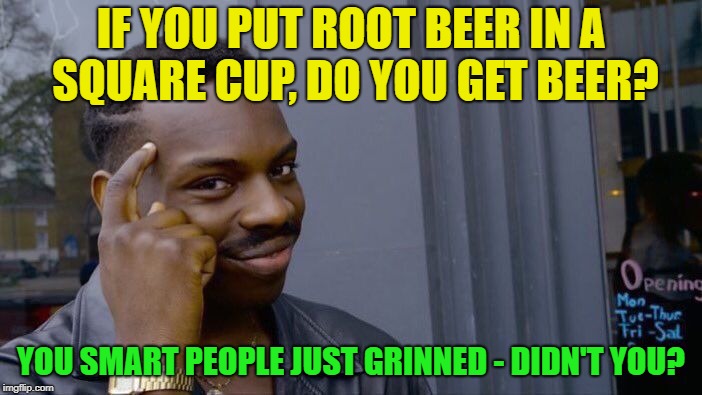 IF YOU PUT ROOT BEER IN A
SQUARE CUP, DO YOU GET BEER?
Opening
Mon
Tue-Thur
Fri-Sat
YOU SMART PEOPLE JUST GRINNED - DIDN'T YOU?
imgflip.com